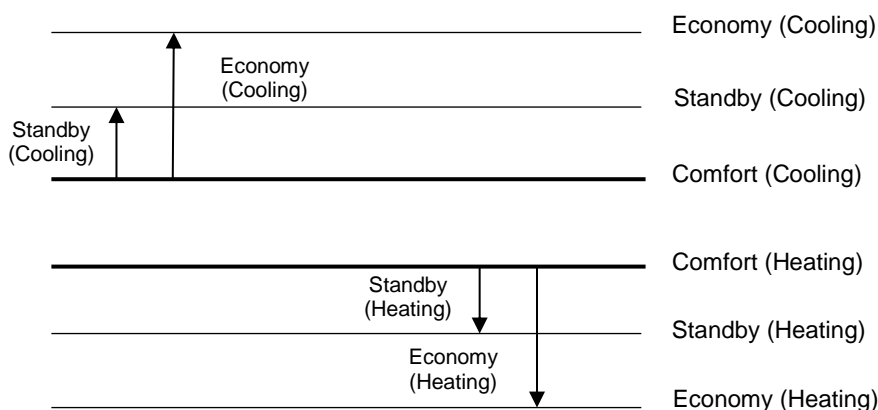 Economy (Cooling)
Economy
(Cooling)
Standby (Cooling)
Standby
(Cooling)
Comfort (Cooling)
Comfort (Heating)
Standby
(Heating)
Standby (Heating)
Economy
(Heating)
Economy (Heating)